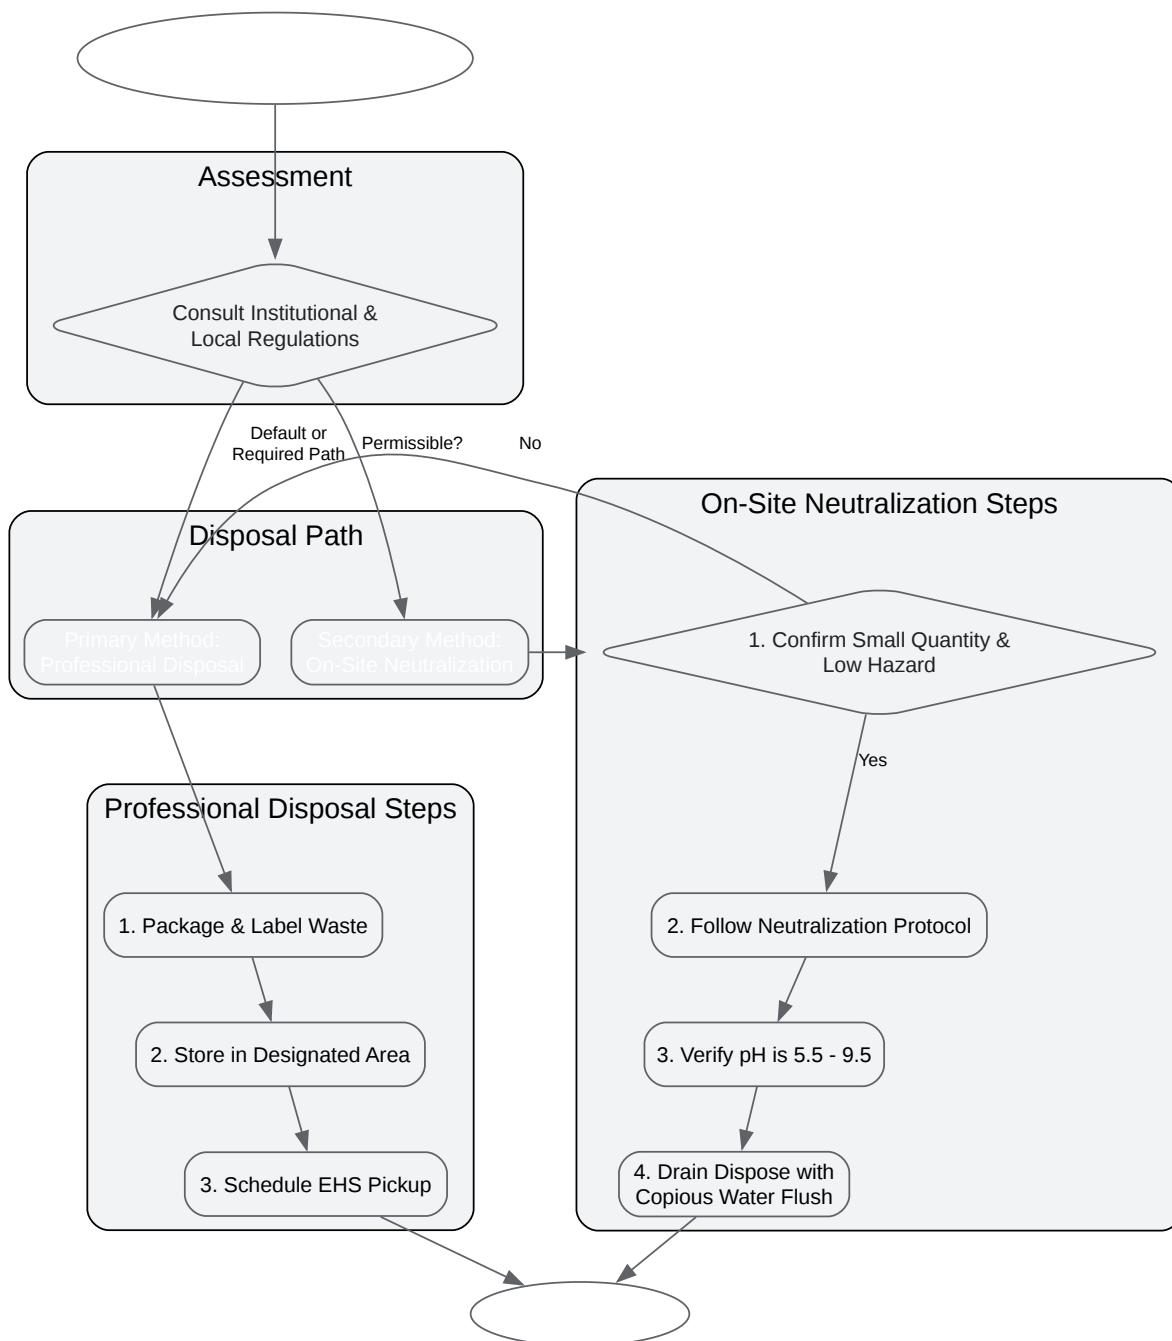 Assessment
Consult Institutional &
Local Regulations
Default or
Required Path
Permissible?
No
On-Site Neutralization Steps
Disposal Path
Primary Method:
Professional Disposal
Secondary Method:
On-Site Neutralization
1. Confirm Small Quantity &
Low Hazard
Yes
Professional Disposal Steps
1. Package & Label Waste
2. Follow Neutralization Protocol
2. Store in Designated Area
3. Verify pH is 5.5 - 9.5
3. Schedule EHS Pickup
4. Drain Dispose with
Copious Water Flush